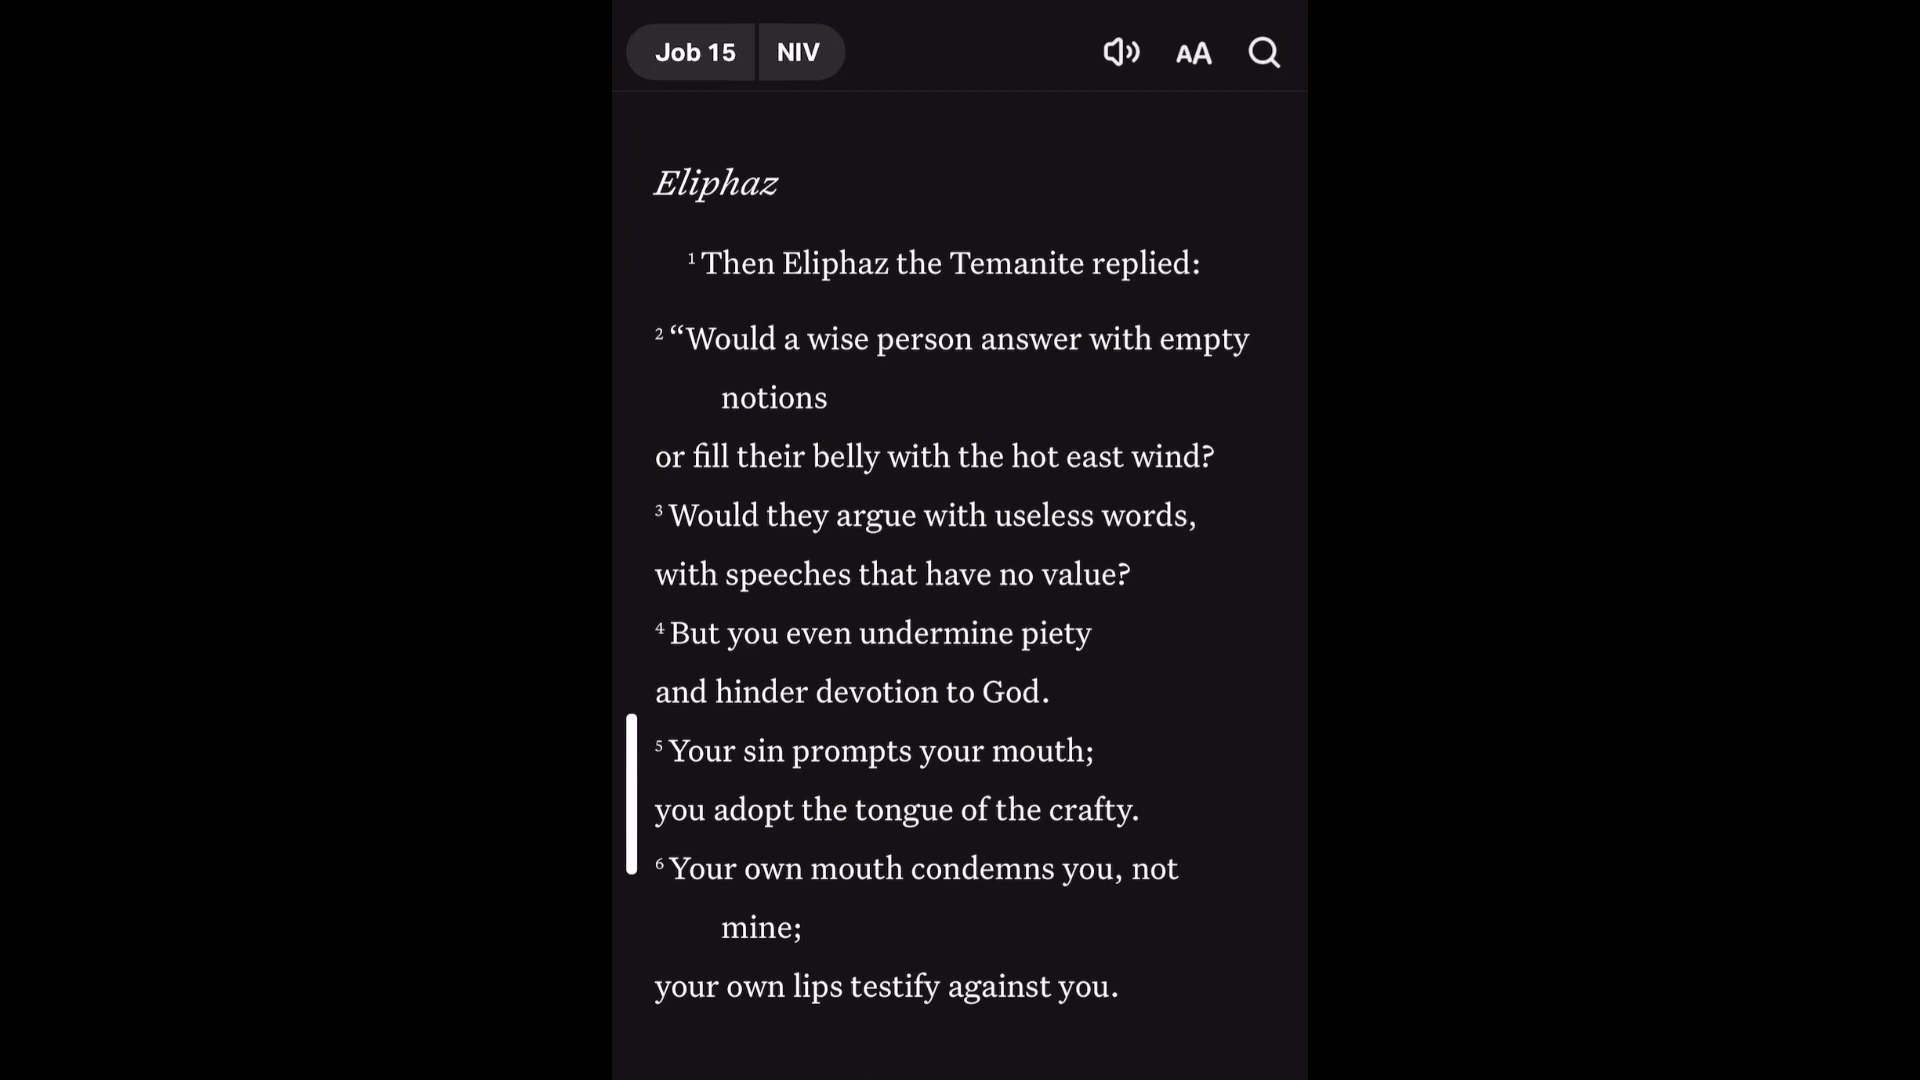 Job 15 NIV AA
Eliphaz
1 Then Eliphaz the Temanite replied:
2 “Would a wise person answer with empty
notions
or fill their belly with the hot east wind?
3 Would they argue with useless words,
with speeches that have no value?
4 But you even undermine piety
and hinder devotion to God.
5 Your sin prompts your mouth;
you adopt the tongue of the crafty.
6 Your own mouth condemns you, not
mine;
your own lips testify against you.